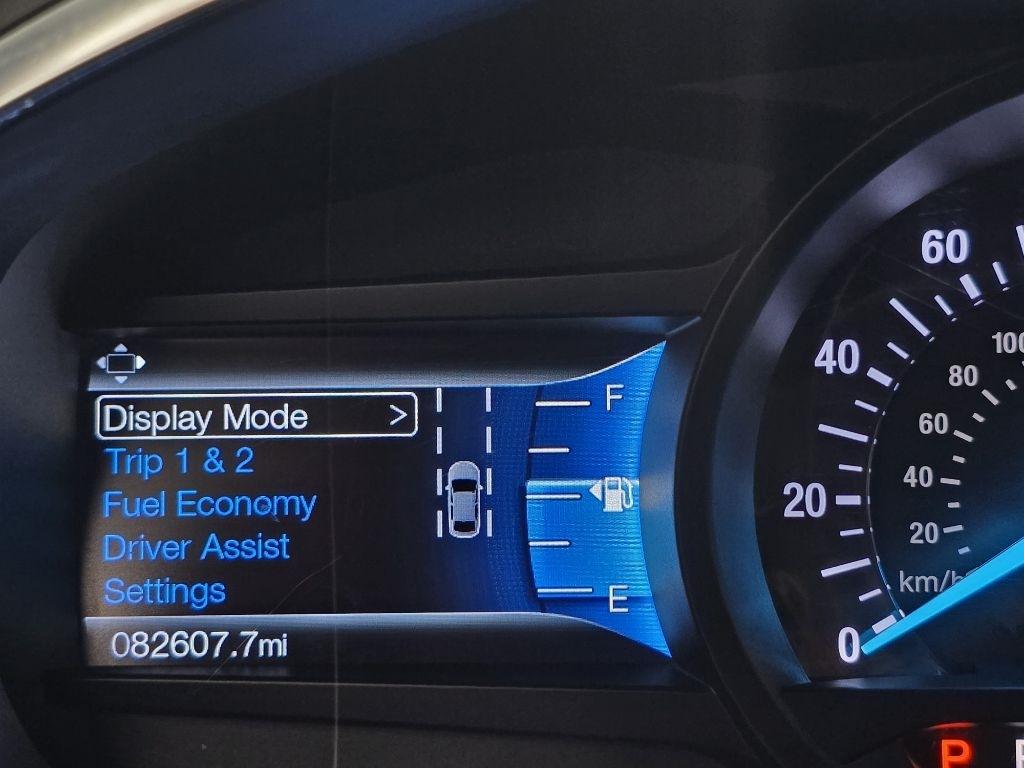 Display Mode >
Trip 1 & 2
Fuel Economy
Driver Assist
Settings
082607.7mi
F
E
60
40
20
0
100
80
60
40
20
km/h
P